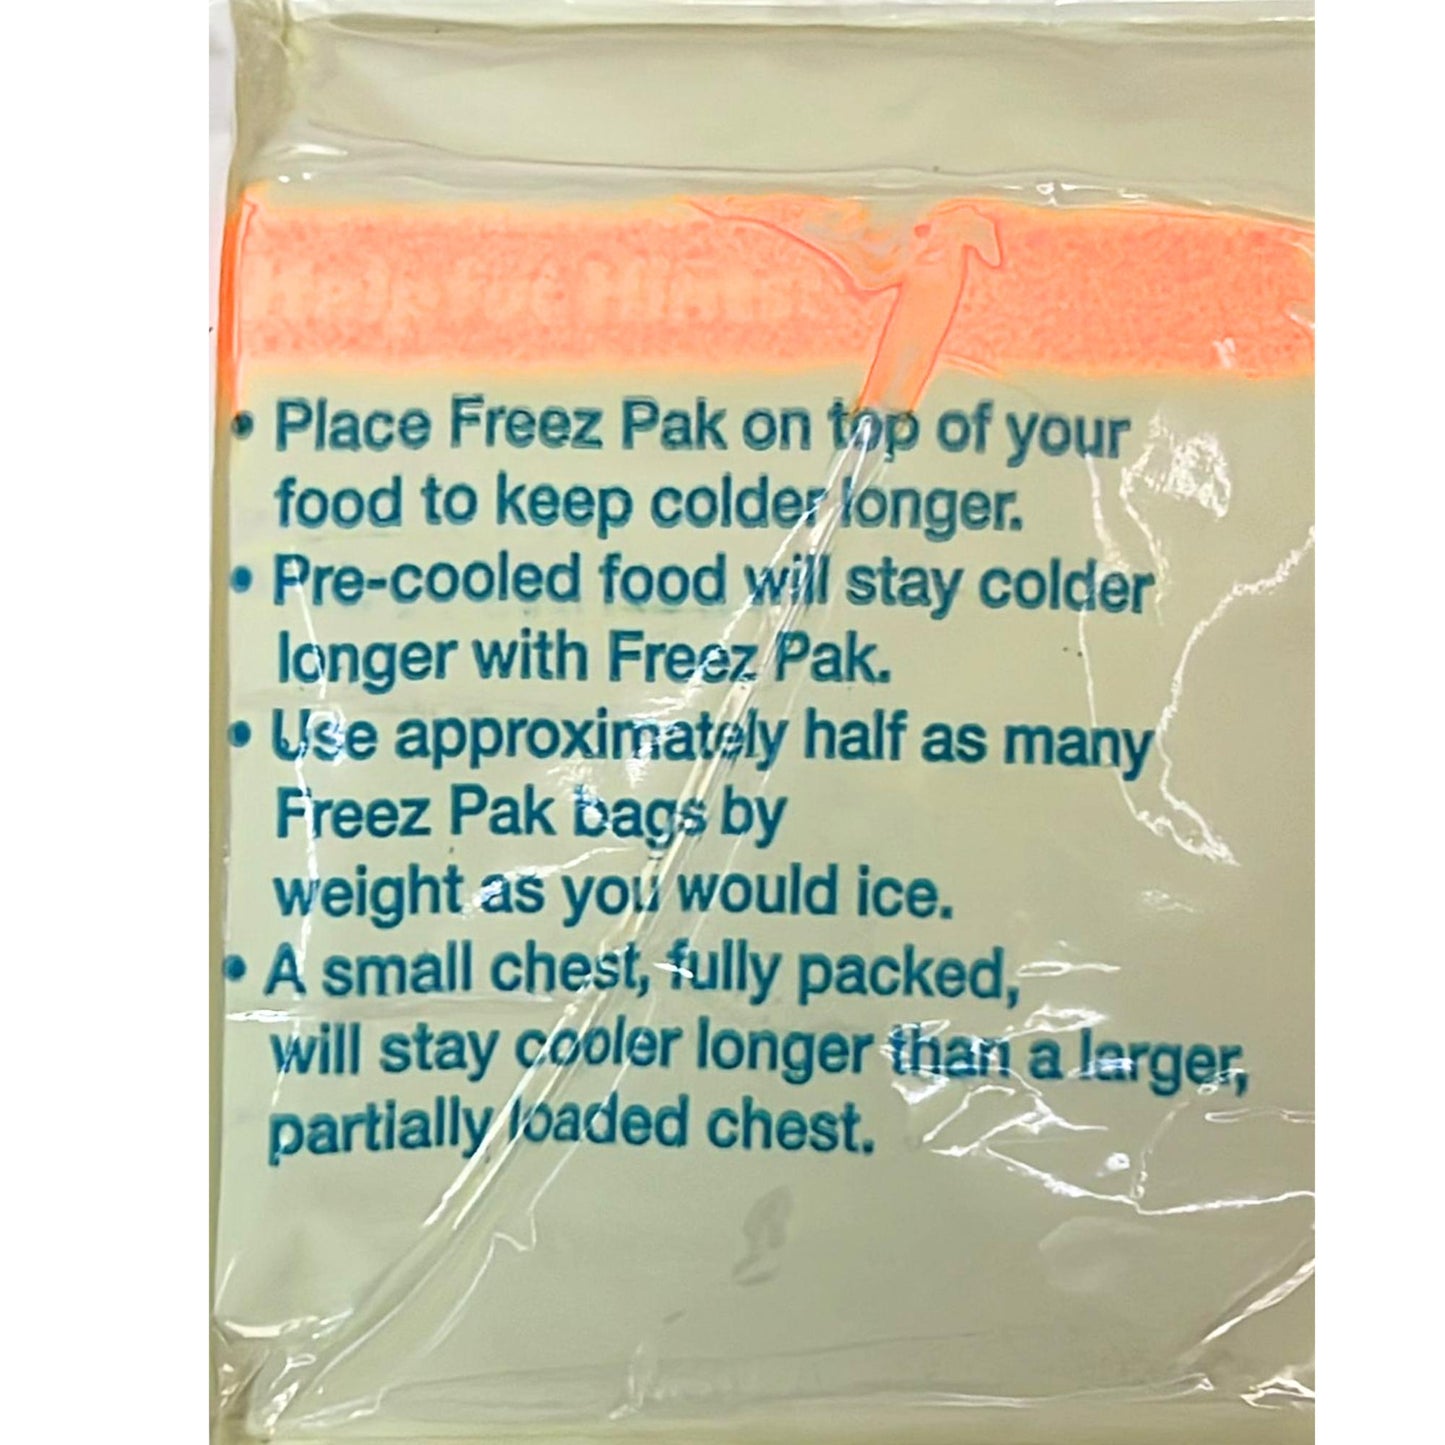 Helpful Hints:
• Place Freez Pak on top of your
food to keep colder longer.
• Pre-cooled food will stay colder
longer with Freez Pak.
• Use approximately half as many
Freez Pak bags by
weight as you would ice.
• A small chest, fully packed,
will stay cooler longer than a larger,
partially loaded chest.